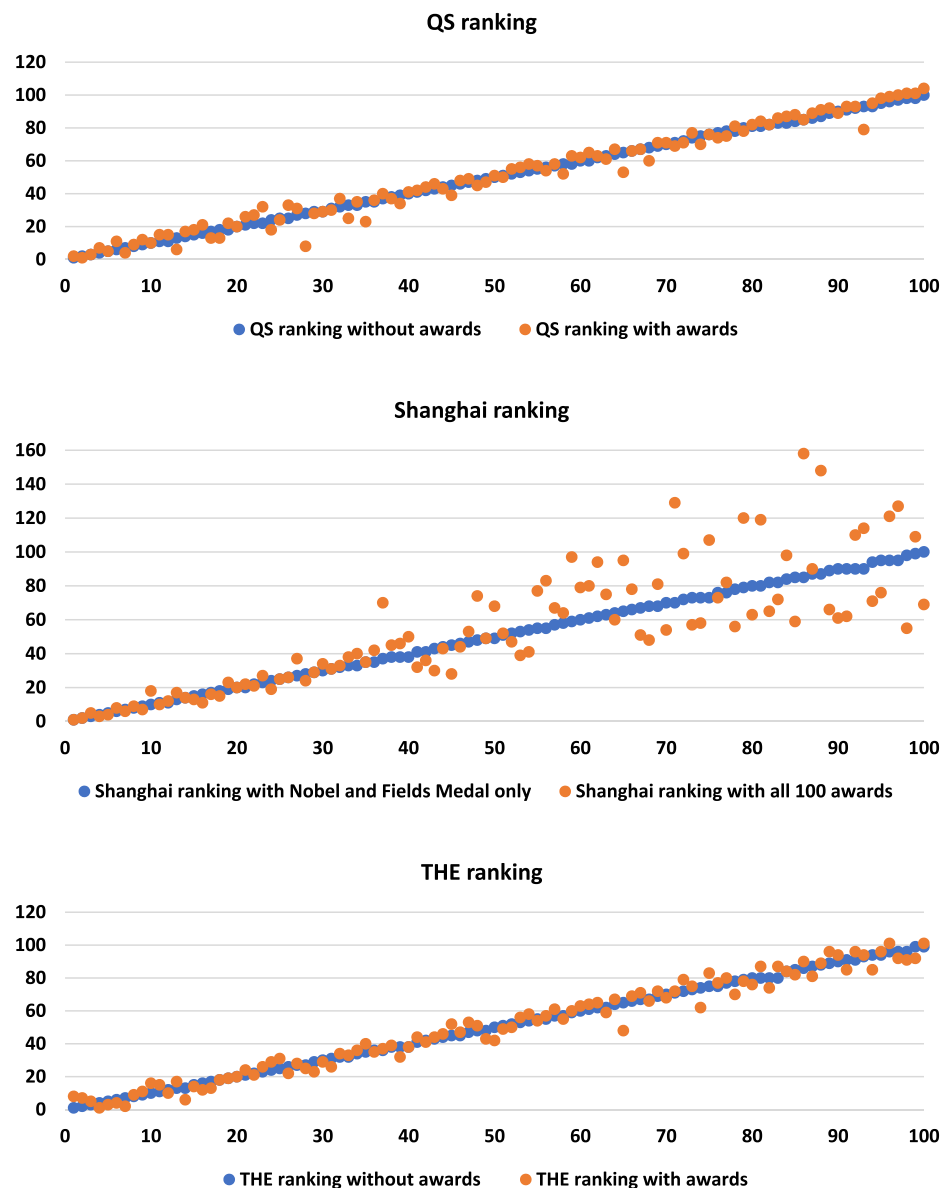 QS ranking
120
100
80
60
40
20
0
0 10 20 30 40 50 60 70 80 90 100
QS ranking without awards QS ranking with awards
Shanghai ranking
160
140
120
100
80
60
40
20
0
0 10 20 30 40 50 60 70 80 90 100
Shanghai ranking with Nobel and Fields Medal only Shanghai ranking with all 100 awards
THE ranking
120
100
80
60
40
20
0
0 10 20 30 40 50 60 70 80 90 100
THE ranking without awards THE ranking with awards